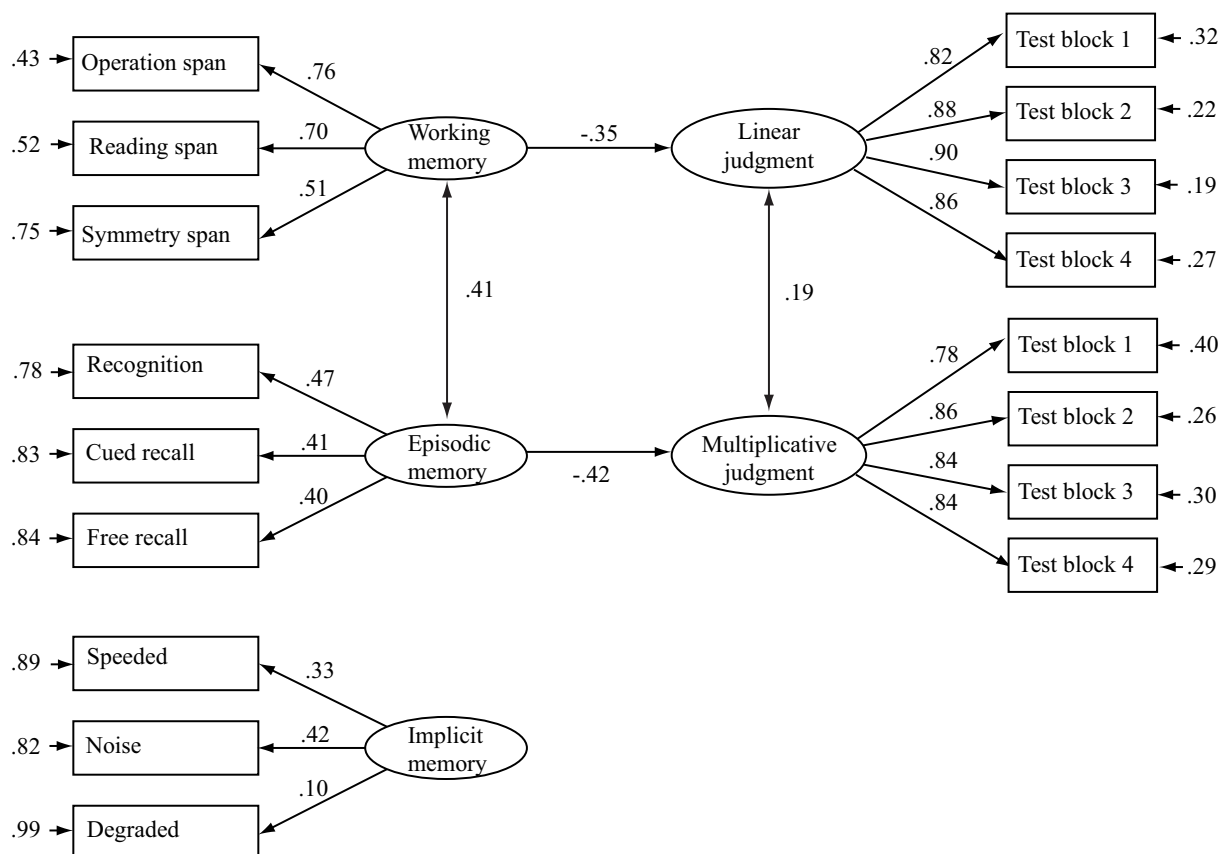 .43
Operation span
.76
.52
Reading span
.70
.75
Symmetry span
.51
Working
memory
-.35
Linear
judgment
.82
Test block 1
.32
.88
Test block 2
.22
.90
Test block 3
.19
.86
Test block 4
.27
.41
.19
.78
Recognition
.47
.83
Cued recall
.41
.84
Free recall
.40
Episodic
memory
-.42
Multiplicative
judgment
.78
Test block 1
.40
.86
Test block 2
.26
.84
Test block 3
.30
.84
Test block 4
.29
.89
Speeded
.33
.82
Noise
.42
.99
Degraded
.10
Implicit
memory